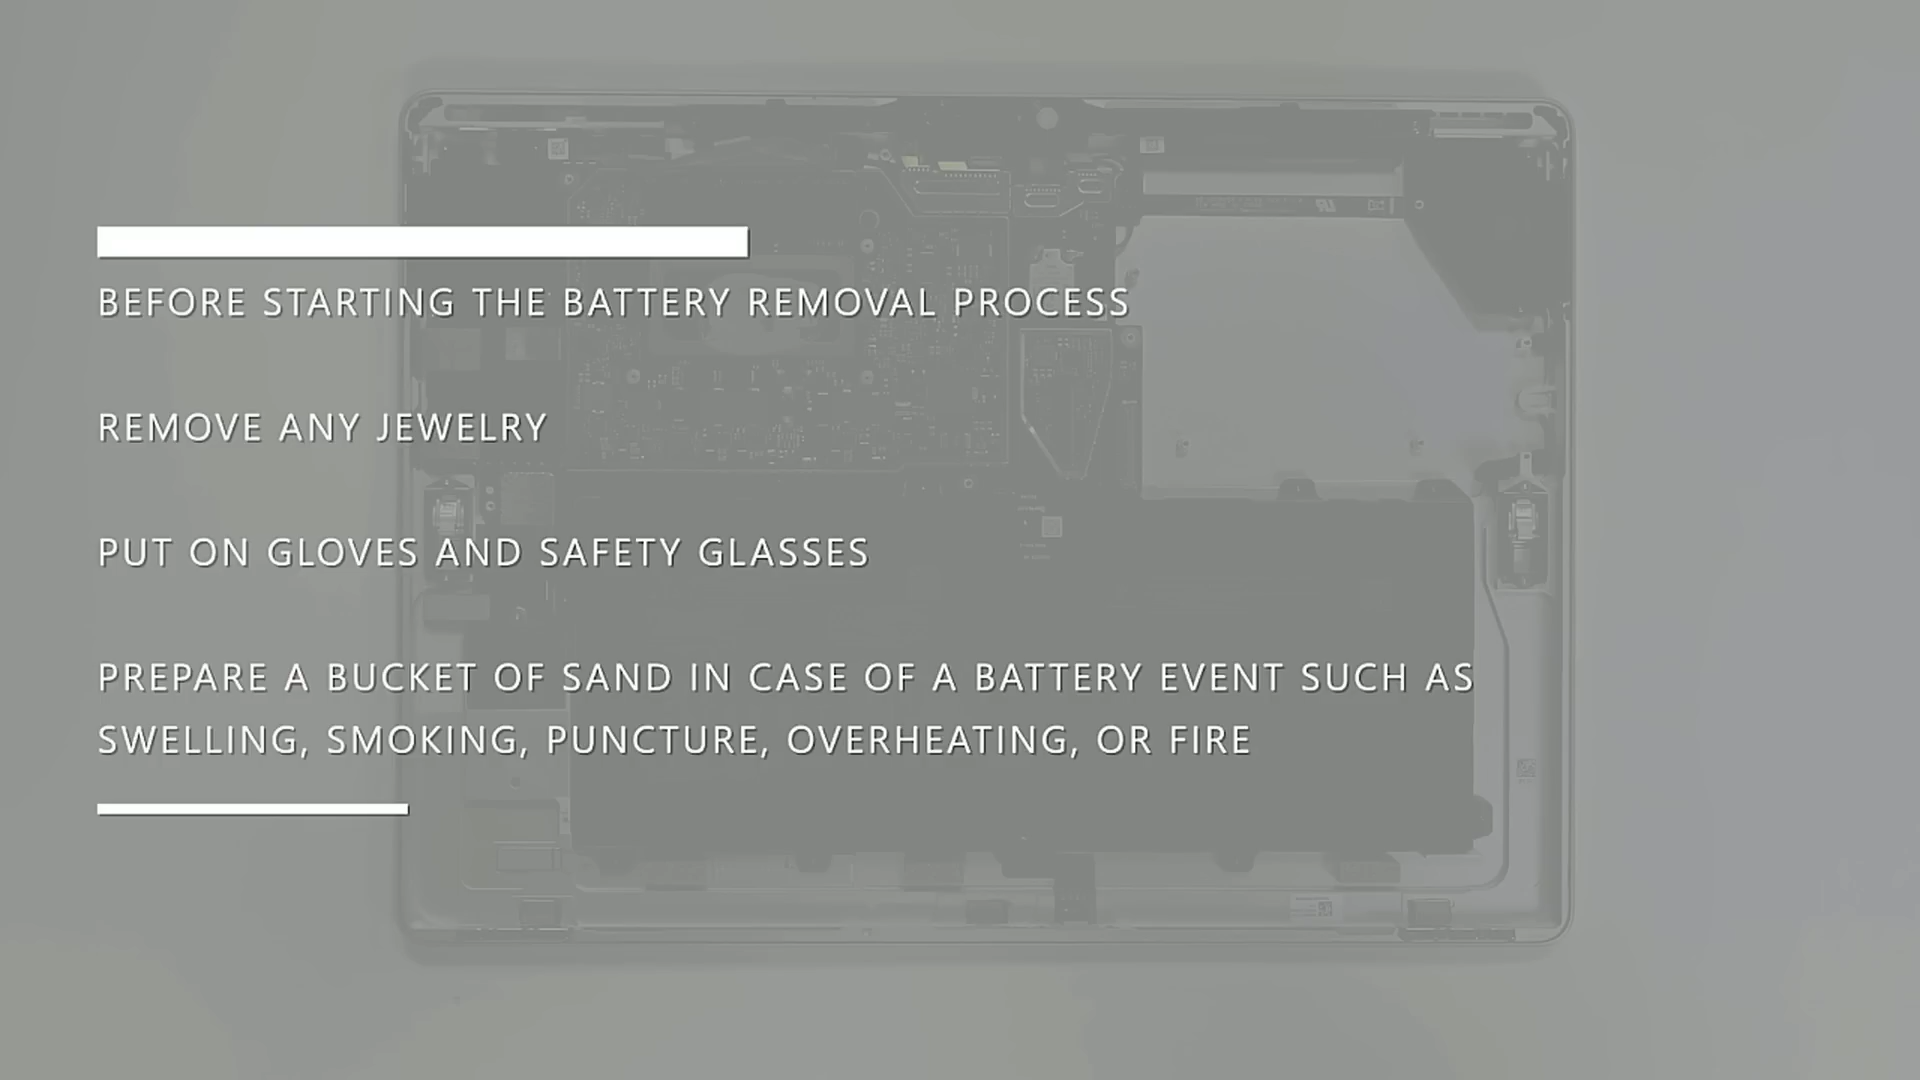 BEFORE STARTING THE BATTERY REMOVAL PROCESS
REMOVE ANY JEWELRY
PUT ON GLOVES AND SAFETY GLASSES
PREPARE A BUCKET OF SAND IN CASE OF A BATTERY EVENT SUCH AS
SWELLING, SMOKING, PUNCTURE, OVERHEATING, OR FIRE